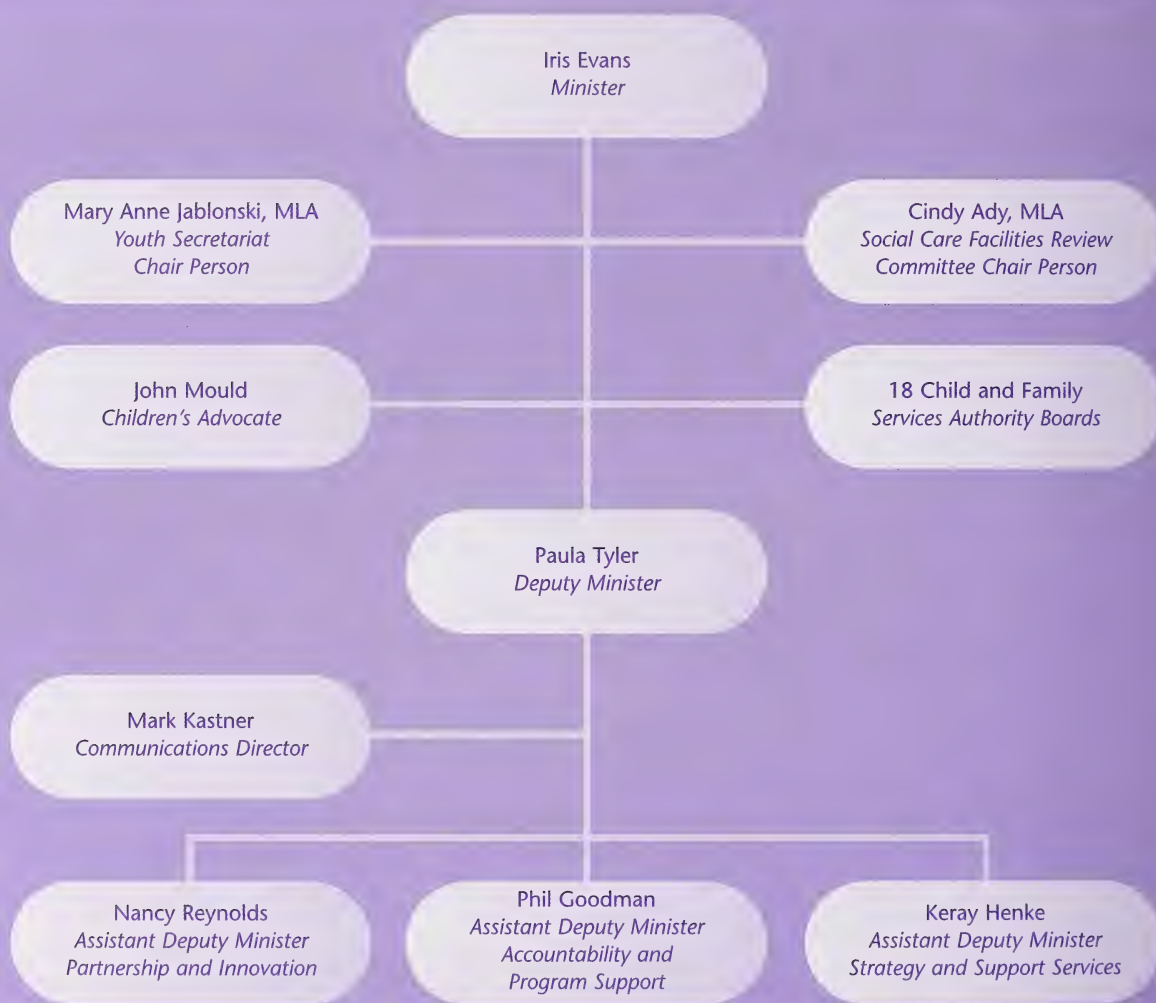 Iris Evans
Minister
Mary Anne Jablonski, MLA
Youth Secretariat
Chair Person
Cindy Ady, MLA
Social Care Facilities Review
Committee Chair Person
John Mould
Children's Advocate
18 Child and Family
Services Authority Boards
Paula Tyler
Deputy Minister
Mark Kastner
Communications Director
Nancy Reynolds
Assistant Deputy Minister
Partnership and Innovation
Phil Goodman
Assistant Deputy Minister
Accountability and
Program Support
Keray Henke
Assistant Deputy Minister
Strategy and Support Services